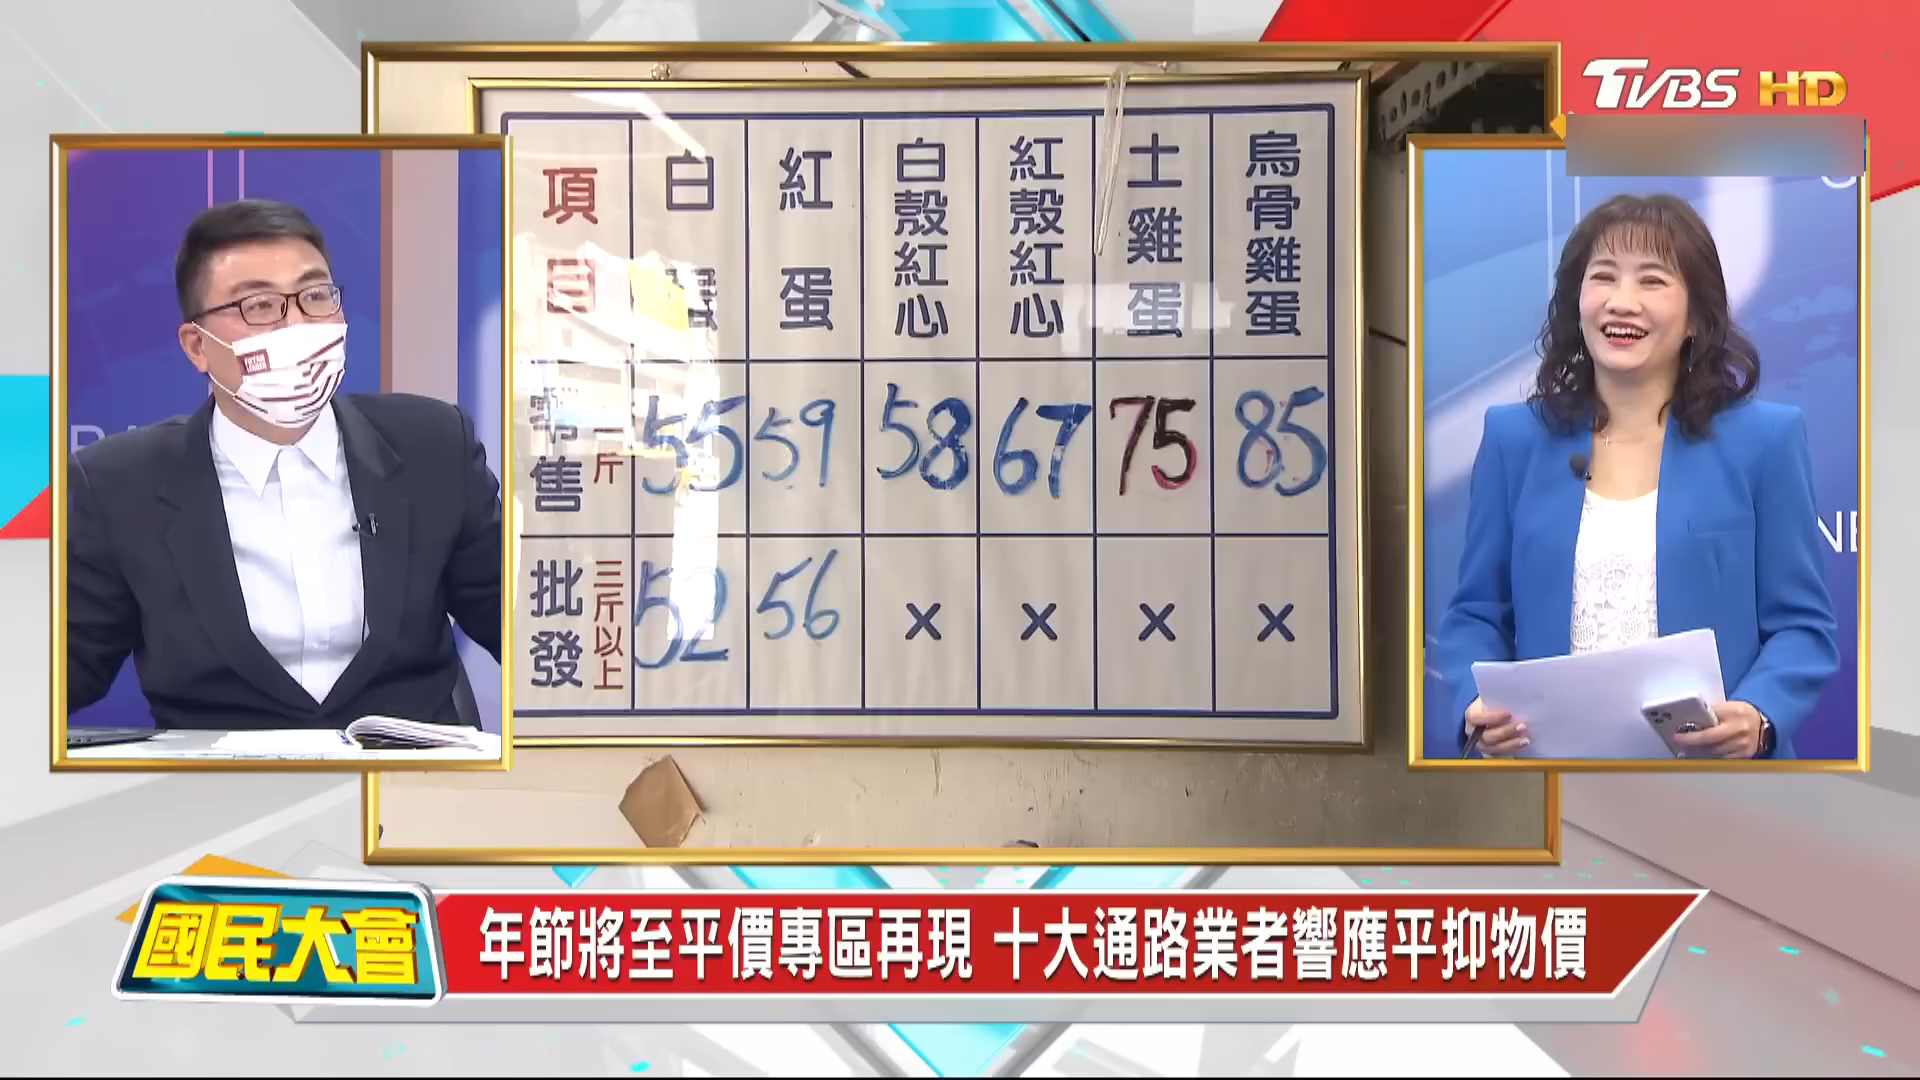 TVBS HD
項目
白蛋
紅蛋
白殼紅心
紅殼紅心
土雞蛋
烏骨雞蛋
零售
一斤
55
59
58
67
75
85
批發
三斤以上
52
56
×
×
×
×
NE
國民大會
年節將至平價專區再現 十大通路業者響應平抑物價